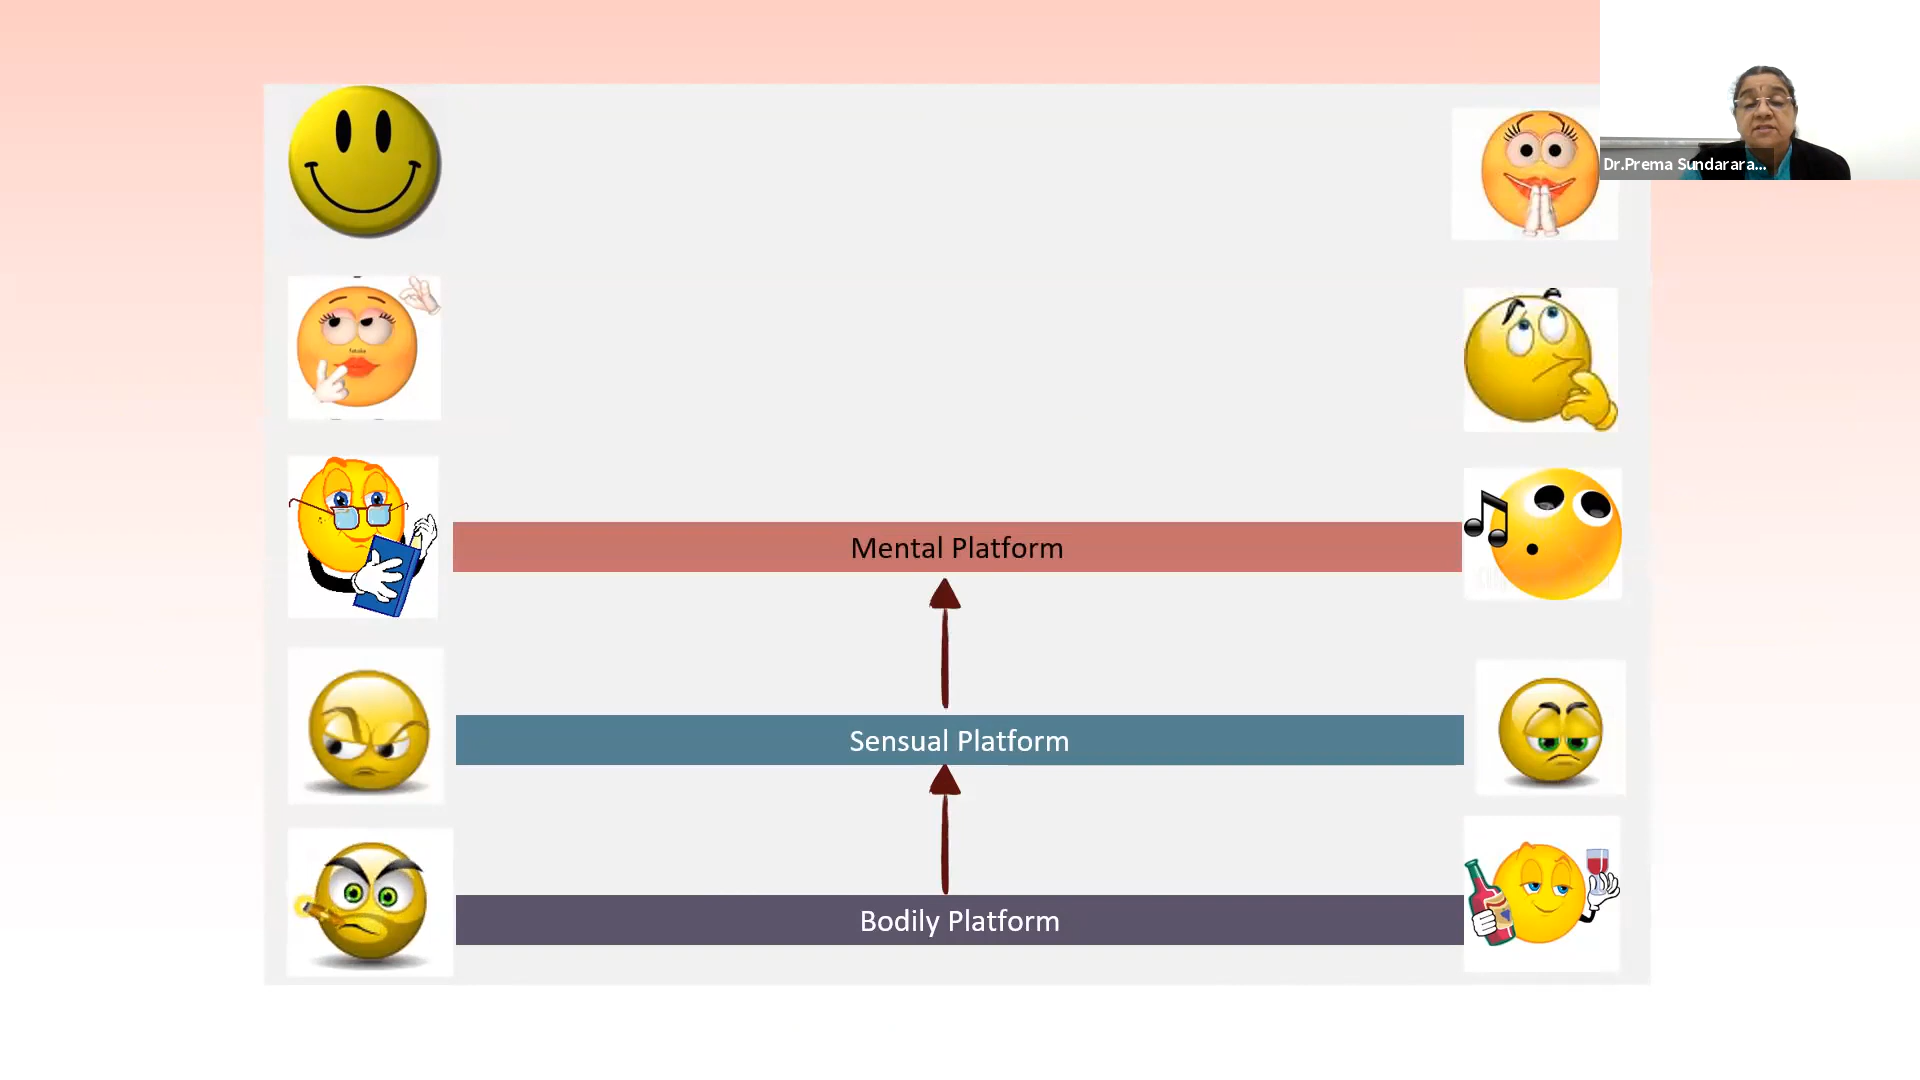 Dr.Prema Sundarara...
Mental Platform
Sensual Platform
Bodily Platform